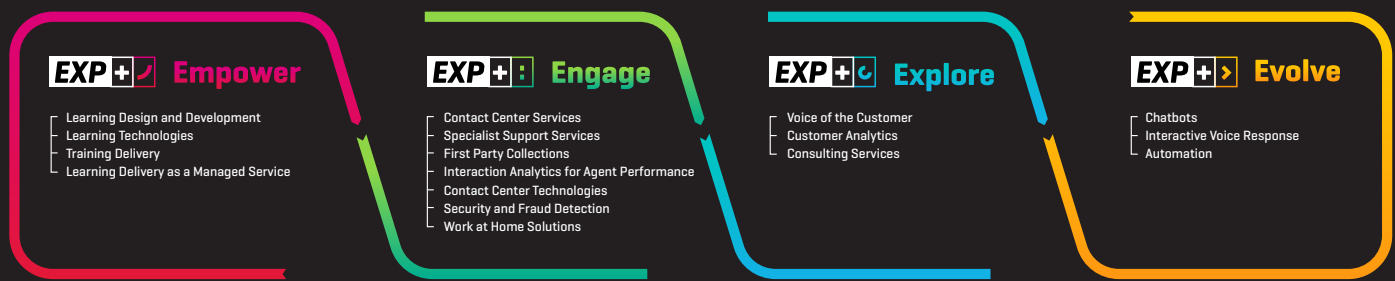 EXP+ Empower
Learning Design and Development
Learning Technologies
Training Delivery
Learning Delivery as a Managed Service
EXP+ Engage
Contact Center Services
Specialist Support Services
First Party Collections
Interaction Analytics for Agent Performance
Contact Center Technologies
Security and Fraud Detection
Work at Home Solutions
EXP+ Explore
Voice of the Customer
Customer Analytics
Consulting Services
EXP+ Evolve
Chatbots
Interactive Voice Response
Automation